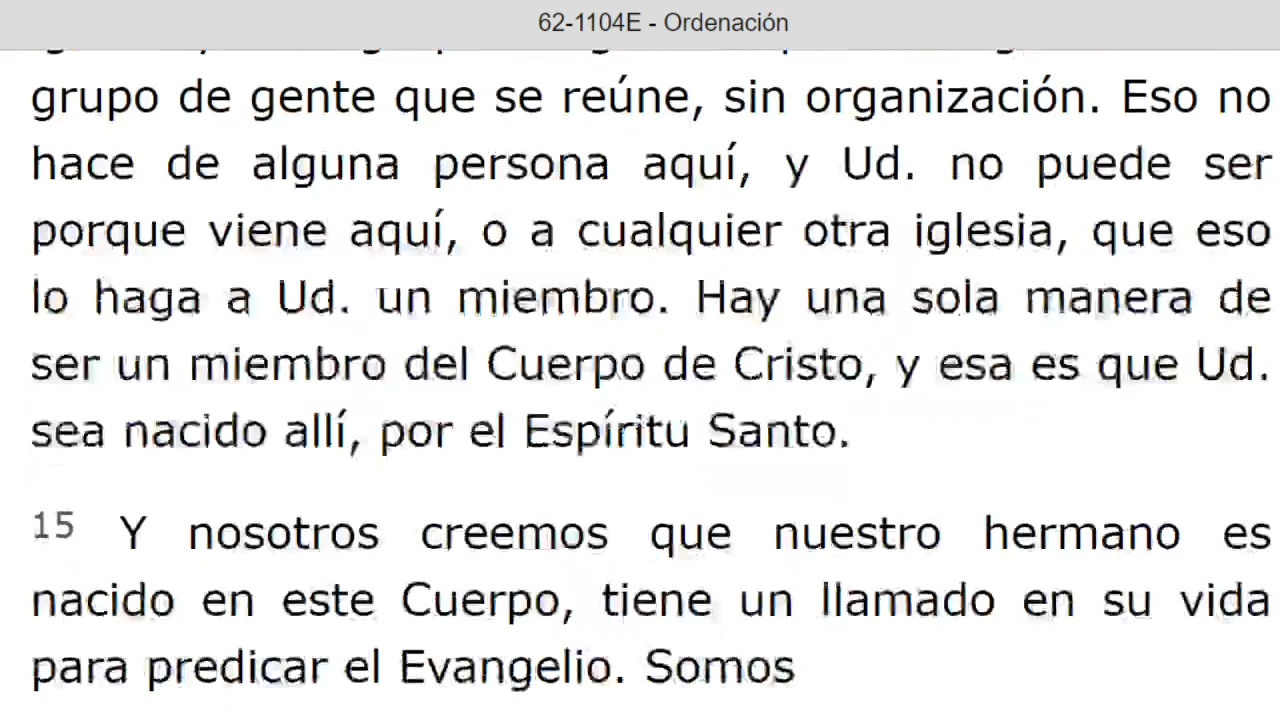 62-1104E - Ordenación
grupo de gente que se reúne, sin organización. Eso no
hace de alguna persona aquí, y Ud. no puede ser
porque viene aquí, o a cualquier otra iglesia, que eso
lo haga a Ud. un miembro. Hay una sola manera de
ser un miembro del Cuerpo de Cristo, y esa es que Ud.
sea nacido allí, por el Espíritu Santo.
15 Y nosotros creemos que nuestro hermano es
nacido en este Cuerpo, tiene un llamado en su vida
para predicar el Evangelio. Somos